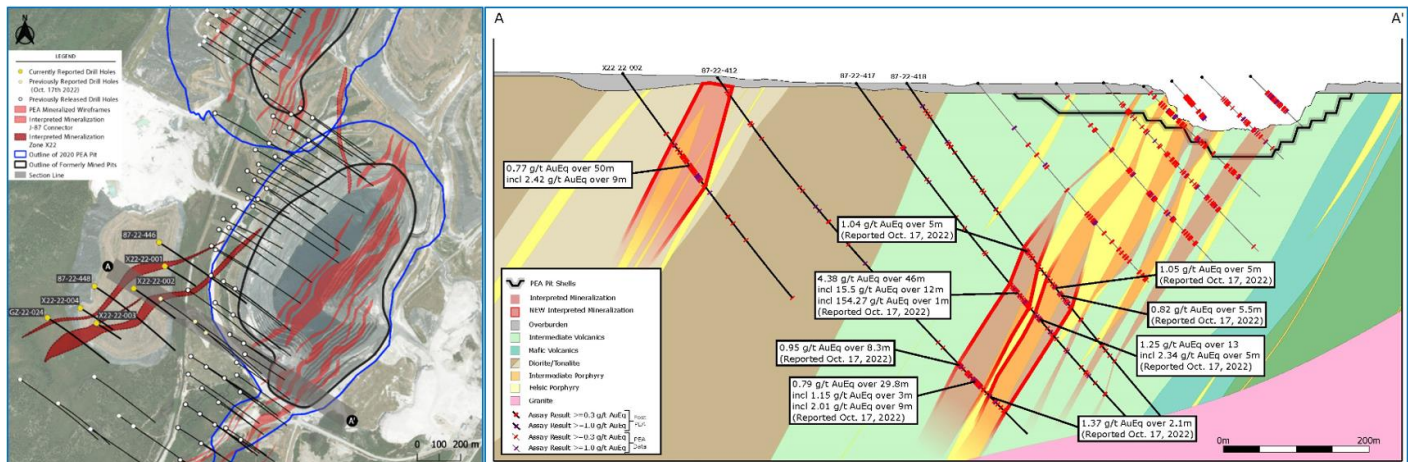 N
LEGEND
Currently Reported Drill Holes
Previously Reported Drill Holes
(Oct. 17th 2022)
Previously Released Drill Holes
PEA Mineralized Wireframes
Interpreted Mineralization
J-87 Connector
Interpreted Mineralization
Zone X22
Outline of 2020 PEA Pit
Outline of Formerly Mined Pits
Section Line
87-22-446
A
X22-22-001
87-22-448
X22-22-002
X22-22-004
GZ-22-024
X22-22-003
A'
0 100 200 m
A
A'
X22-22-002
87-22-412
87-22-417
87-22-418
0.77 g/t AuEq over 50m
incl 2.42 g/t AuEq over 9m
1.04 g/t AuEq over 5m
(Reported Oct. 17, 2022)
4.38 g/t AuEq over 46m
incl 15.5 g/t AuEq over 12m
incl 154.27 g/t AuEq over 1m
1.05 g/t AuEq over 5m
(Reported Oct. 17, 2022)
0.82 g/t AuEq over 5.5m
(Reported Oct. 17, 2022)
0.95 g/t AuEq over 8.3m
(Reported Oct. 17, 2022)
1.25 g/t AuEq over 13
incl 2.34 g/t AuEq over 5m
(Reported Oct. 17, 2022)
0.79 g/t AuEq over 29.8m
incl 1.15 g/t AuEq over 3m
incl 2.01 g/t AuEq over 9m
(Reported Oct. 17, 2022)
1.37 g/t AuEq over 2.1m
(Reported Oct. 17, 2022)
PEA Pit Shells
Interpreted Mineralization
NEW Interpreted Mineralization
Overburden
Intermediate Volcanics
Mafic Volcanics
Diorite/Tonalite
Intermediate Porphyry
Felsic Porphyry
Granite
Assay Result >=0.3 g/t AuEq
Assay Result >=1.0 g/t AuEq
Post
PEA
Assay Result >=0.3 g/t AuEq
Assay Result >=1.0 g/t AuEq
PEA
Data
0m
200m